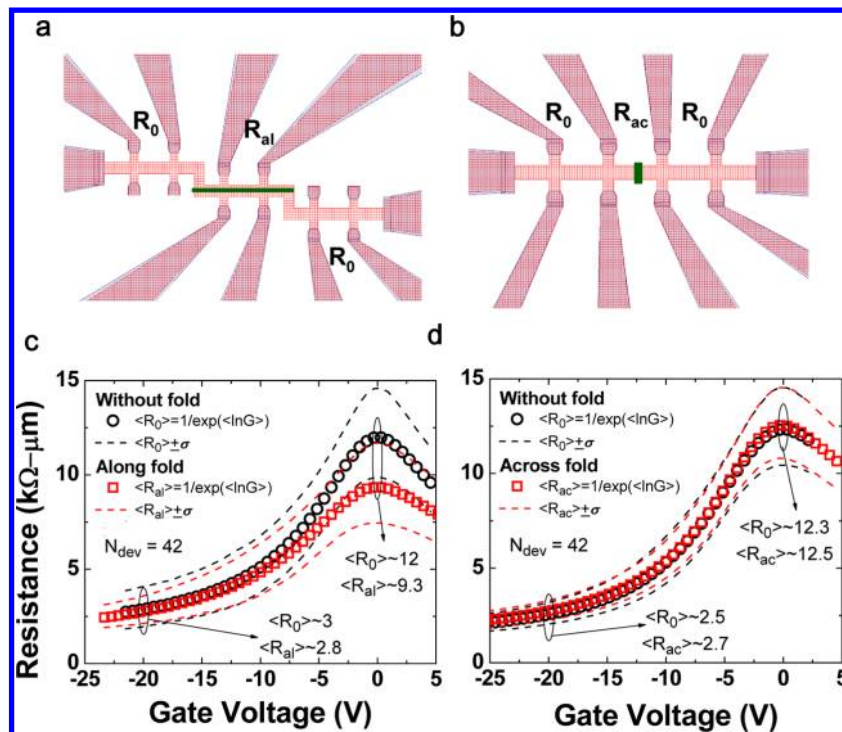 a
b
R0
Ral
R0
R0
Rac
R0
c
d
Resistance (kΩ-μm)
15
10
5
0
Without fold
<R0>=1/exp(<lnG>)
<R0>±σ
Along fold
<Ral>=1/exp(<lnG>)
<Ral>±σ
Ndev = 42
<R0>~12
<Ral>~9.3
<R0>~3
<Ral>~2.8
-25 -20 -15 -10 -5 0 5
Gate Voltage (V)
15
10
5
0
Without fold
<R0>=1/exp(<lnG>)
<R0>±σ
Across fold
<Rac>=1/exp(<lnG>)
<Rac>±σ
Ndev = 42
<R0>~12.3
<Rac>~12.5
<R0>~2.5
<Rac>~2.7
-25 -20 -15 -10 -5 0 5
Gate Voltage (V)